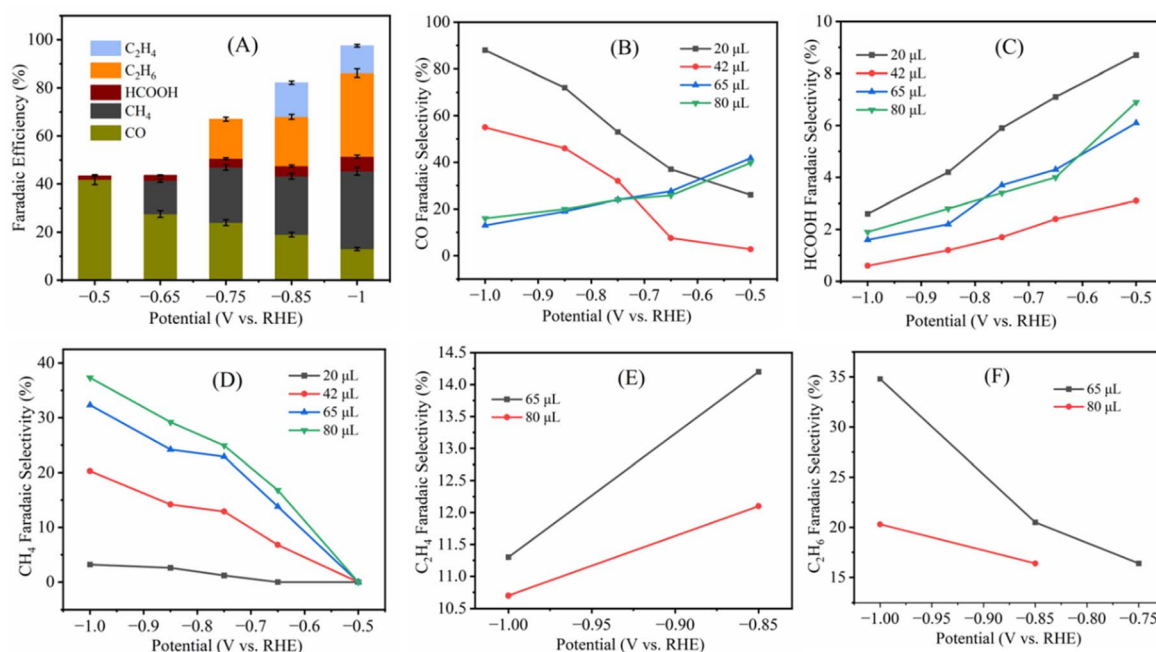 (A)
C₂H₄
C₂H₆
HCOOH
CH₄
CO
Faradaic Efficiency (%)
100
80
60
40
20
0
−0.5 −0.65 −0.75 −0.85 −1
Potential (V vs. RHE)
(B)
20 μL
42 μL
65 μL
80 μL
CO Faradaic Selectivity (%)
100
80
60
40
20
0
−1.0 −0.9 −0.8 −0.7 −0.6 −0.5
Potential (V vs. RHE)
(C)
20 μL
42 μL
65 μL
80 μL
HCOOH Faradaic Selectivity (%)
8
6
4
2
0
−1.0 −0.9 −0.8 −0.7 −0.6 −0.5
Potential (V vs. RHE)
(D)
20 μL
42 μL
65 μL
80 μL
CH₄ Faradaic Selectivity (%)
40
30
20
10
0
−1.0 −0.9 −0.8 −0.7 −0.6 −0.5
Potential (V vs. RHE)
(E)
65 μL
80 μL
C₂H₄ Faradaic Selectivity (%)
14.5
14.0
13.5
13.0
12.5
12.0
11.5
11.0
10.5
−1.00 −0.95 −0.90 −0.85
Potential (V vs. RHE)
(F)
65 μL
80 μL
C₂H₆ Faradaic Selectivity (%)
35
30
25
20
15
−1.00 −0.95 −0.90 −0.85 −0.80 −0.75
Potential (V vs. RHE)